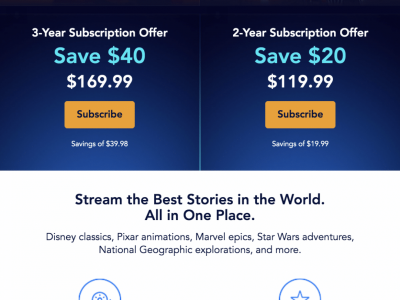 3-Year Subscription Offer
Save $40
$169.99
Subscribe
Savings of $39.98
2-Year Subscription Offer
Save $20
$119.99
Subscribe
Savings of $19.99
Stream the Best Stories in the World.
All in One Place.
Disney classics, Pixar animations, Marvel epics, Star Wars adventures,
National Geographic explorations, and more.